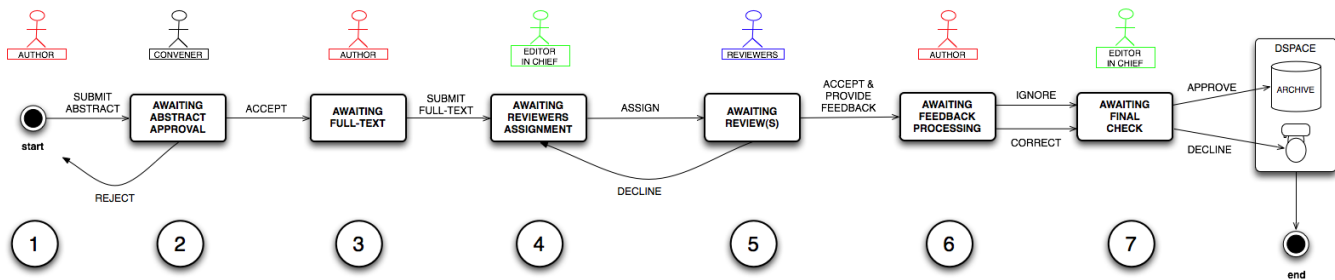 AUTHOR
CONVENER
AUTHOR
EDITOR
IN CHIEF
REVIEWERS
AUTHOR
EDITOR
IN CHIEF
DSPACE
SUBMIT
ABSTRACT
AWAITING
ABSTRACT
APPROVAL
ACCEPT
AWAITING
FULL-TEXT
SUBMIT
FULL-TEXT
AWAITING
REVIEWERS
ASSIGNMENT
ASSIGN
AWAITING
REVIEW(S)
ACCEPT &
PROVIDE
FEEDBACK
AWAITING
FEEDBACK
PROCESSING
IGNORE
CORRECT
AWAITING
FINAL
CHECK
APPROVE
DECLINE
ARCHIVE
start
REJECT
DECLINE
1
2
3
4
5
6
7
end